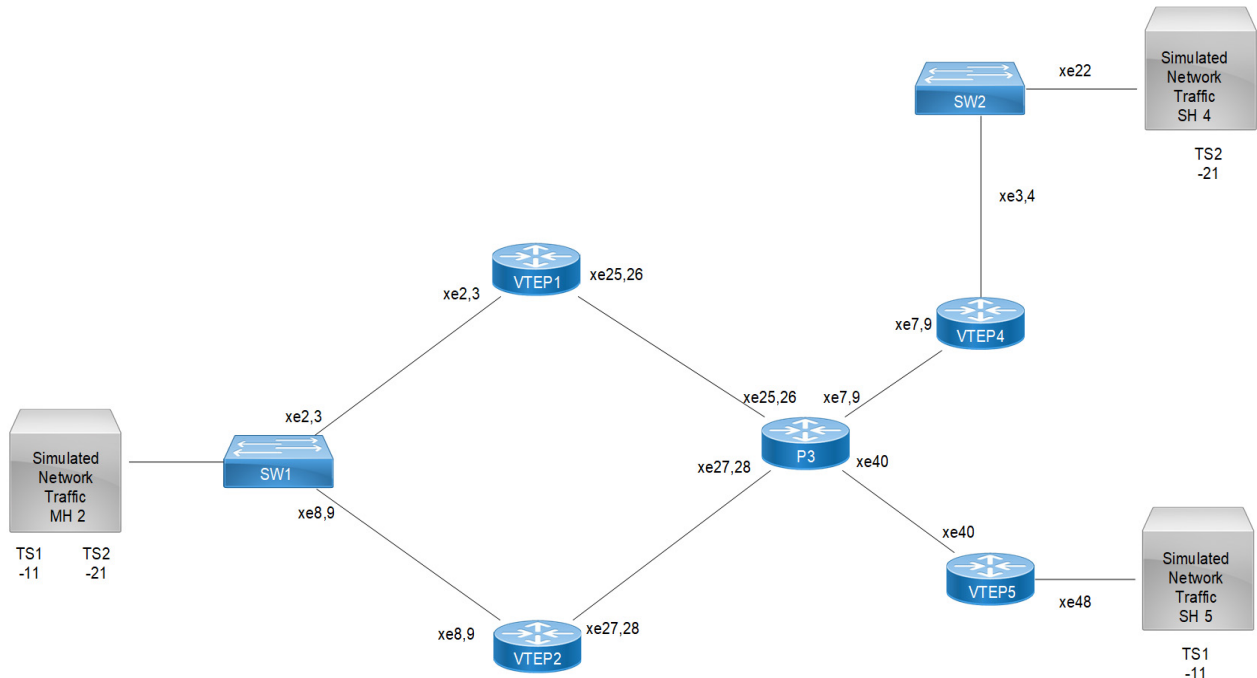 Simulated
Network
Traffic
SH 4
TS2
-21
xe22
SW2
xe3,4
VTEP1
xe25,26
xe2,3
xe7,9
VTEP4
xe25,26
xe7,9
xe2,3
Simulated
Network
Traffic
MH 2
TS1 TS2
-11 -21
SW1
xe8,9
P3
xe27,28
xe40
xe40
VTEP5
xe48
Simulated
Network
Traffic
SH 5
TS1
-11
xe8,9
VTEP2
xe27,28